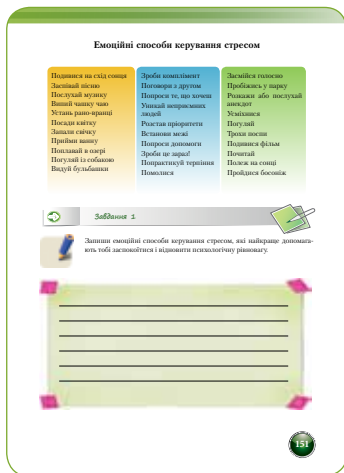 Емоційні способи керування стресом
Подивися на схід сонця
Заспівай пісню
Послухай музику
Випий чашку чаю
Устань рано-вранці
Посади квітку
Запали свічку
Прийми ванну
Поплавай в озері
Погуляй із собакою
Видуй бульбашки
Зроби комплімент
Поговори з другом
Попроси те, що хочеш
Уникай неприємних
людей
Розстав пріоритети
Встанови межі
Попроси допомоги
Зроби це зараз!
Попрактикуй терпіння
Помолися
Засмійся голосно
Пробіжись у парку
Розкажи або послухай
анекдот
Усміхнися
Погуляй
Трохи поспи
Подивися фільм
Почитай
Полеж на сонці
Пройдися босоніж
Завдання 1
Запиши емоційні способи керування стресом, які найкраще допомага-
ють тобі заспокоїтися і відновити психологічну рівновагу.
151